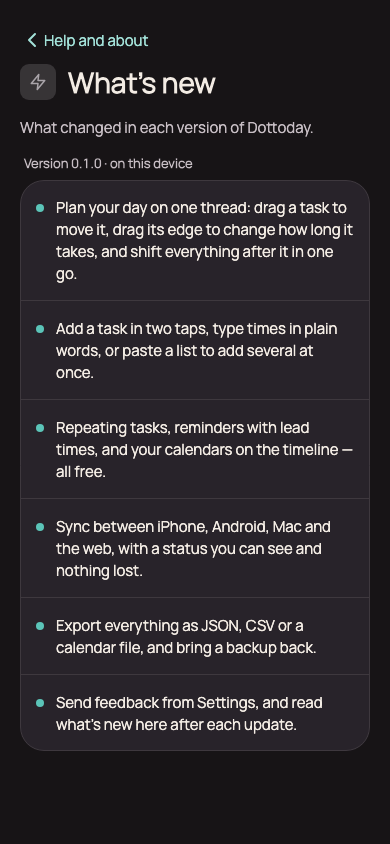 Help and about
What's new
What changed in each version of Dottoday.
Version 0.1.0 · on this device
Plan your day on one thread: drag a task to
move it, drag its edge to change how long it
takes, and shift everything after it in one
go.
Add a task in two taps, type times in plain
words, or paste a list to add several at
once.
Repeating tasks, reminders with lead
times, and your calendars on the timeline —
all free.
Sync between iPhone, Android, Mac and
the web, with a status you can see and
nothing lost.
Export everything as JSON, CSV or a
calendar file, and bring a backup back.
Send feedback from Settings, and read
what's new here after each update.